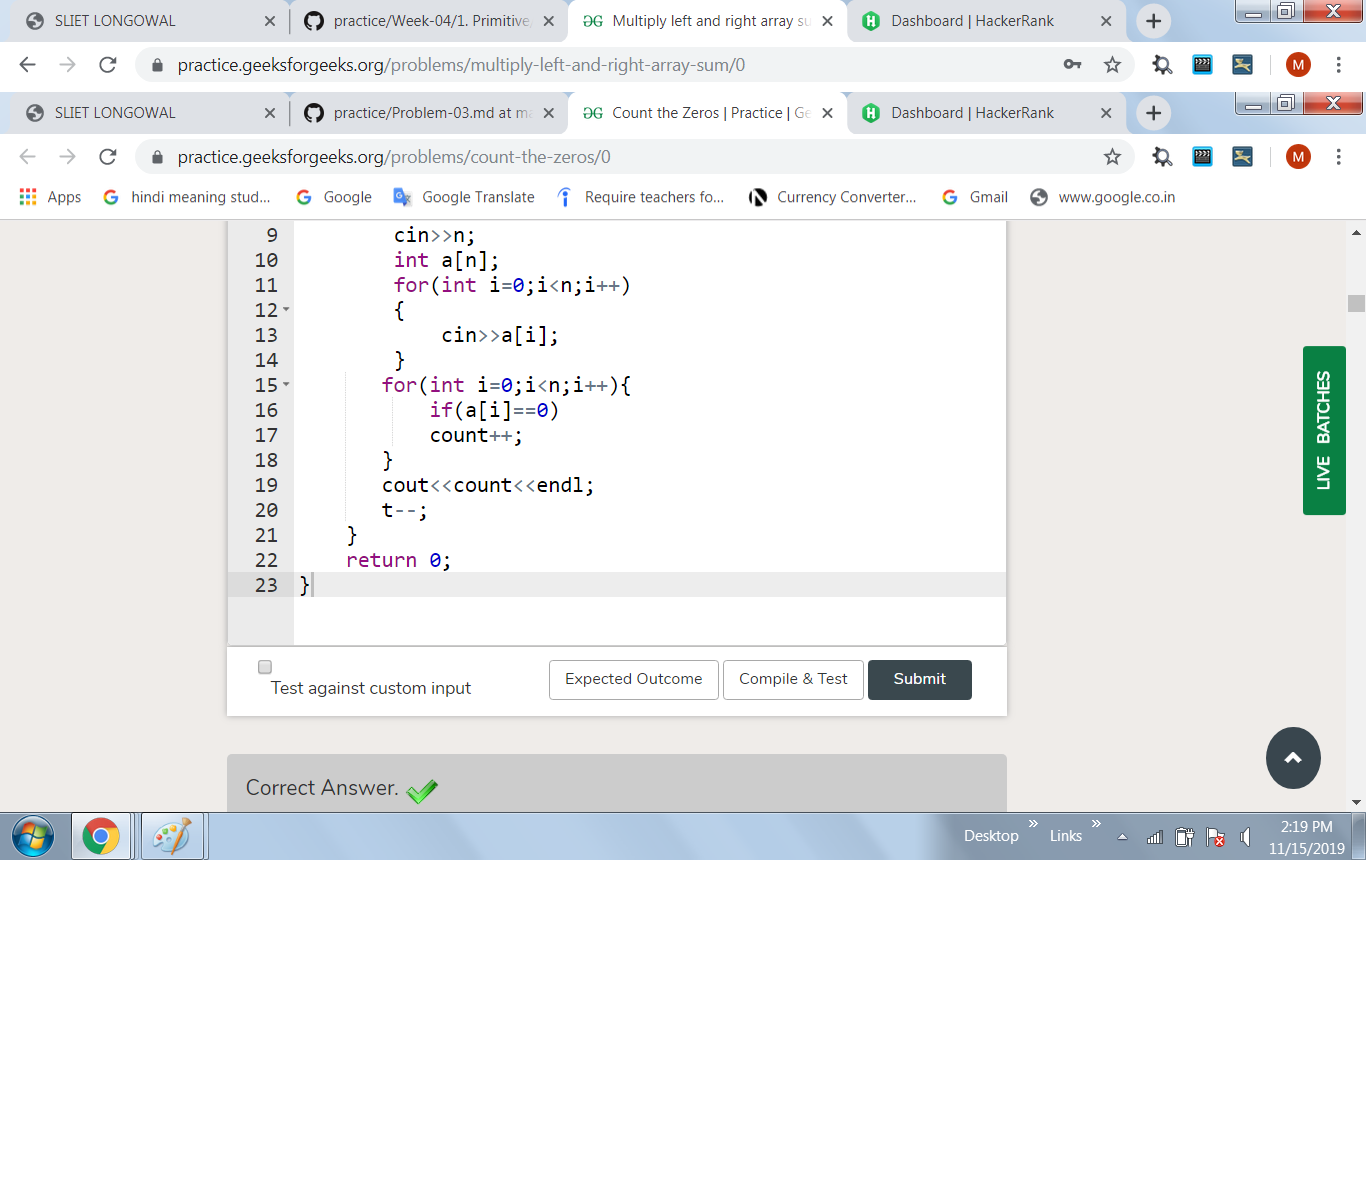 SLIET LONGOWAL
practice/Week-04/1. Primitive
Multiply left and right array su
Dashboard | HackerRank
practice.geeksforgeeks.org/problems/multiply-left-and-right-array-sum/0
M
SLIET LONGOWAL
practice/Problem-03.md at ma
Count the Zeros | Practice | Ge
Dashboard | HackerRank
practice.geeksforgeeks.org/problems/count-the-zeros/0
M
Apps
hindi meaning stud...
Google
Google Translate
Require teachers fo...
Currency Converter...
Gmail
www.google.co.in
9 cin>>n;
10 int a[n];
11 for(int i=0;i<n;i++)
12 {
13 cin>>a[i];
14 }
15 for(int i=0;i<n;i++){
16 if(a[i]==0)
17 count++;
18 }
19 cout<<count<<endl;
20 t--;
21 }
22 return 0;
23 }
LIVE BATCHES
Test against custom input
Expected Outcome
Compile & Test
Submit
Correct Answer.
Desktop
Links
2:19 PM
11/15/2019